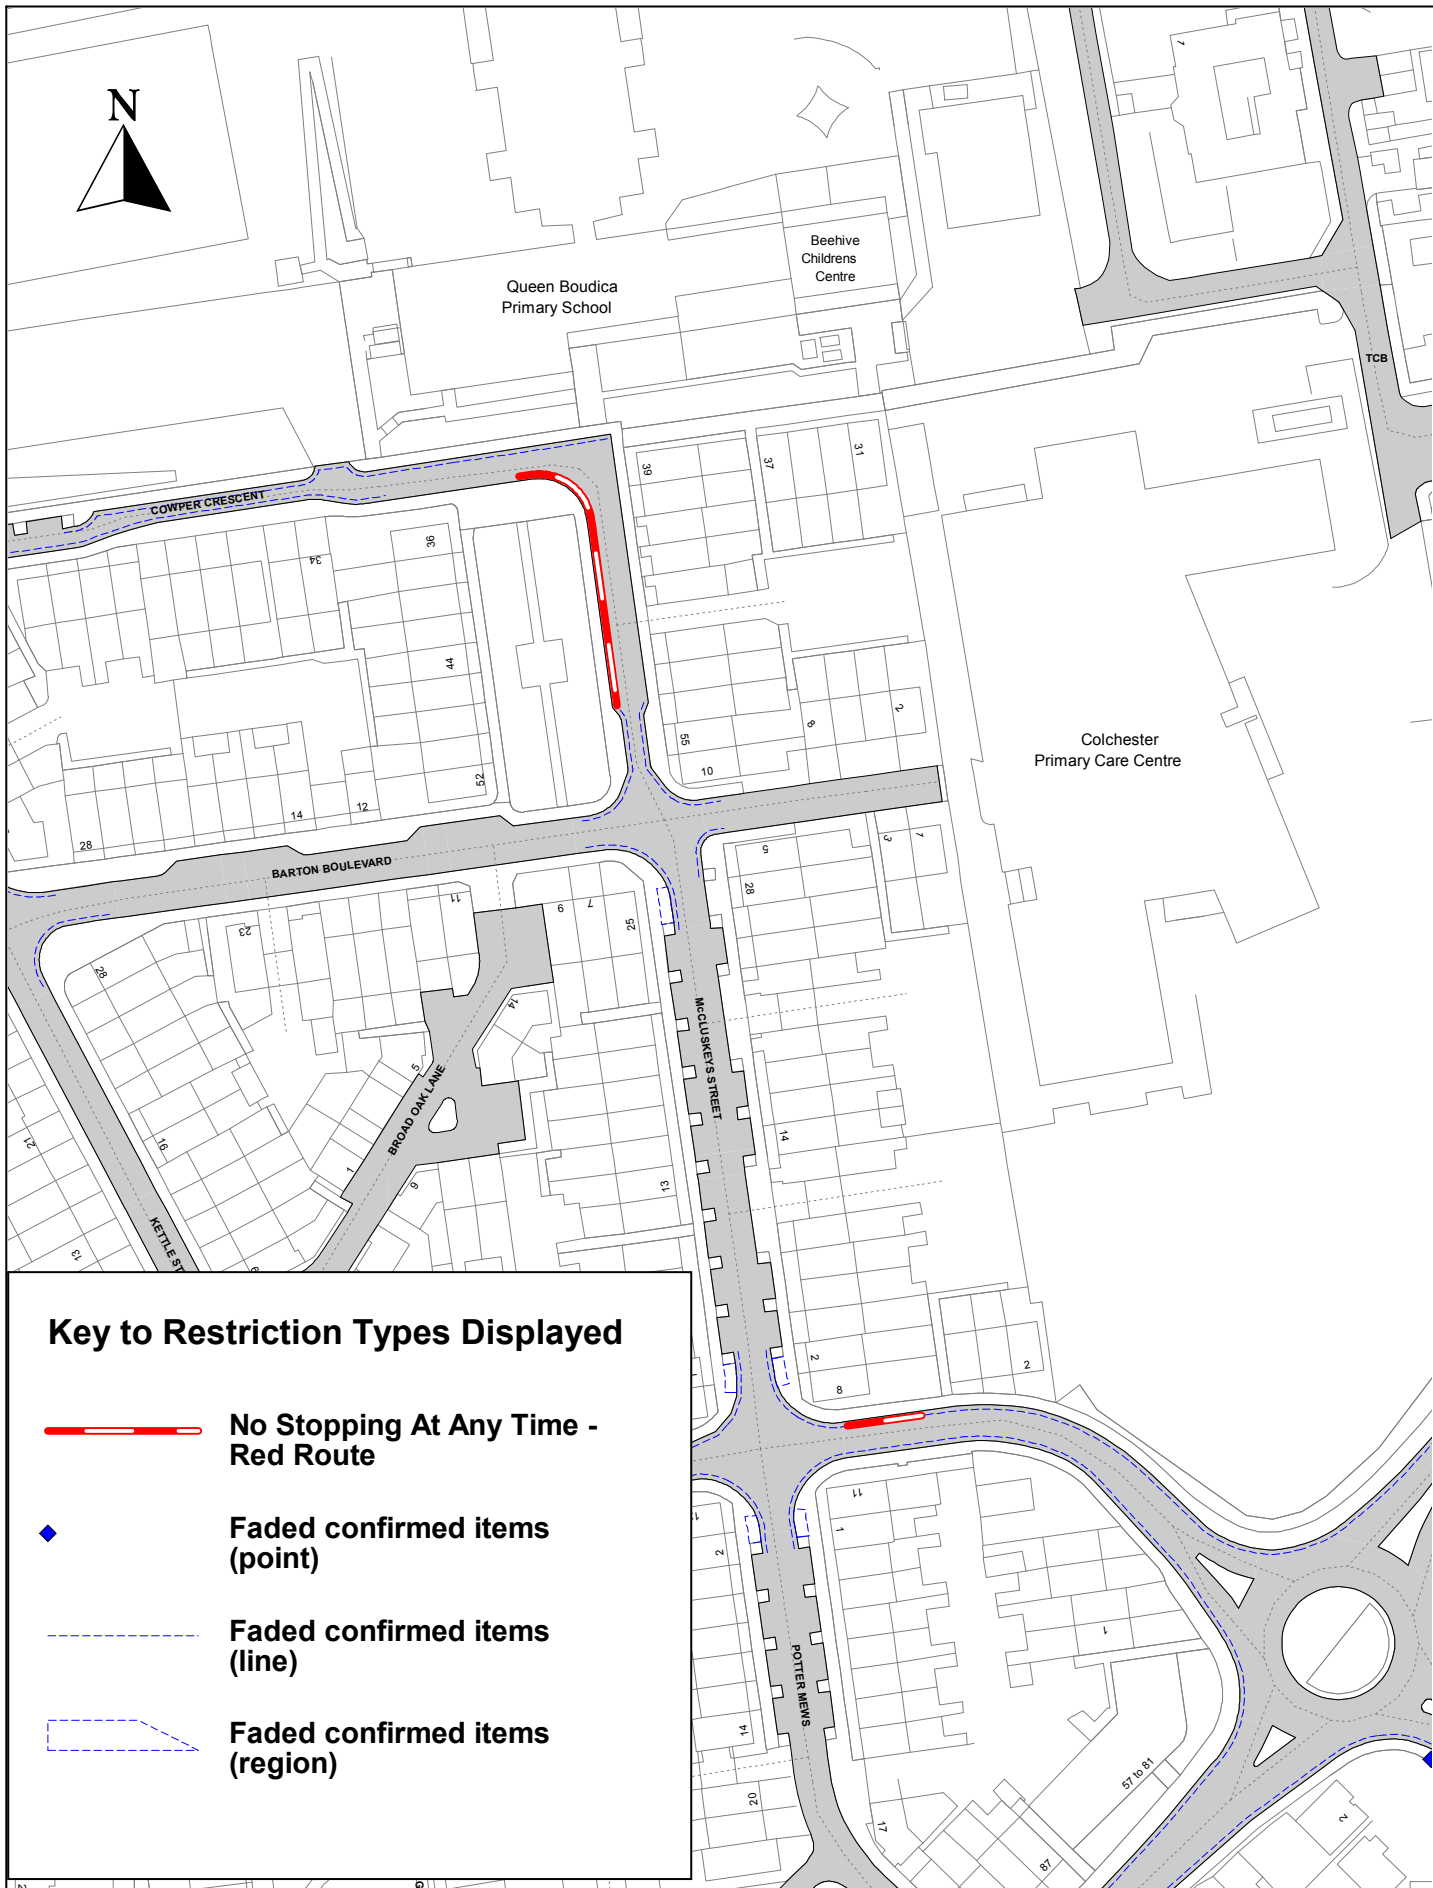 N
Beehive
Childrens
Centre
Queen Boudica
Primary School
TCB
COWPER CRESCENT
39
37
31
34
36
44
52
55
10
8
2
Colchester
Primary Care Centre
28
14
12
BARTON BOULEVARD
11
9
7
25
23
5
28
3
7
28
14
5
BROAD OAK LANE
1
9
16
21
13
KETTLE ST
McCLUSKEYS STREET
14
13
2
8
2
Key to Restriction Types Displayed
No Stopping At Any Time -
Red Route
Faded confirmed items
(point)
Faded confirmed items
(line)
Faded confirmed items
(region)
11
1
2
1
POTTER MEWS
14
20
17
57 to 81
87
2